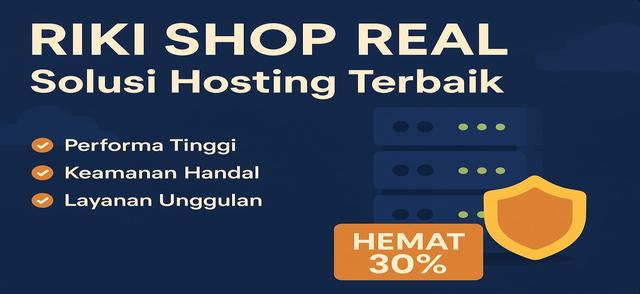 RIKI SHOP REAL
Solusi Hosting Terbaik
Performa Tinggi
Keamanan Handal
Layanan Unggulan
HEMAT
30%